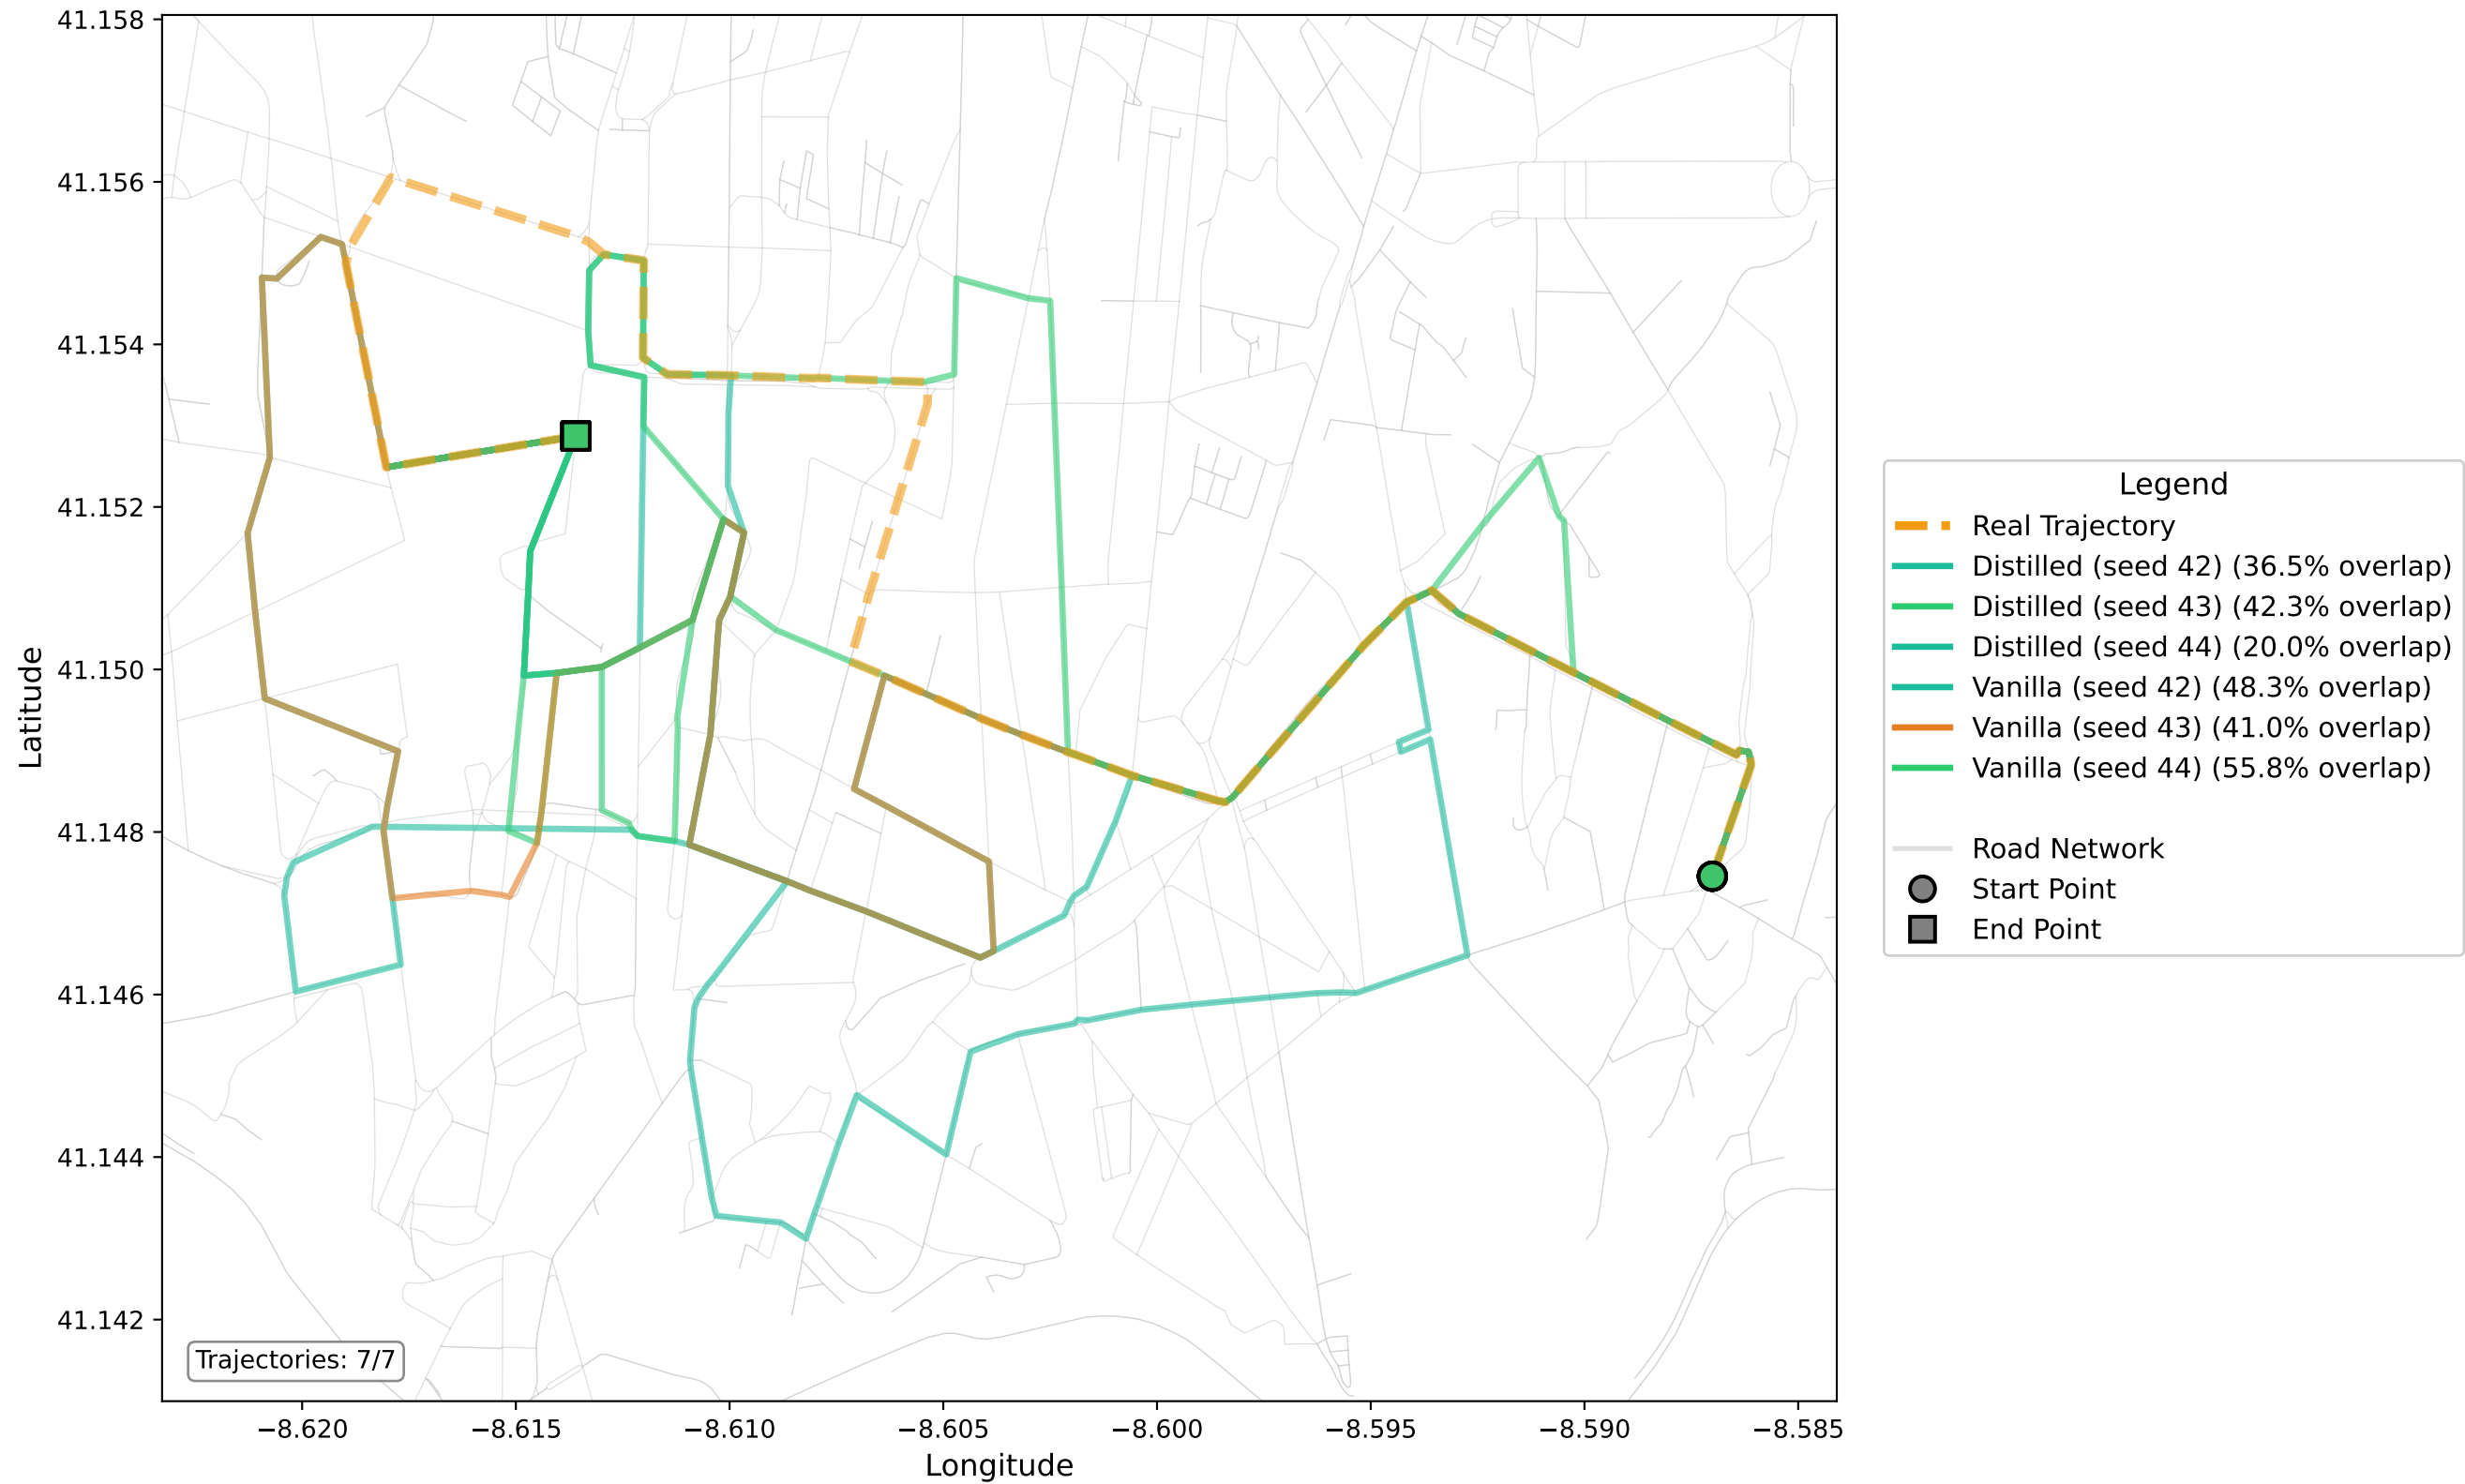 41.158
41.156
41.154
41.152
41.150
41.148
41.146
41.144
41.142
Latitude
−8.620
−8.615
−8.610
−8.605
−8.600
−8.595
−8.590
−8.585
Longitude
Trajectories: 7/7
Legend
Real Trajectory
Distilled (seed 42) (36.5% overlap)
Distilled (seed 43) (42.3% overlap)
Distilled (seed 44) (20.0% overlap)
Vanilla (seed 42) (48.3% overlap)
Vanilla (seed 43) (41.0% overlap)
Vanilla (seed 44) (55.8% overlap)
Road Network
Start Point
End Point